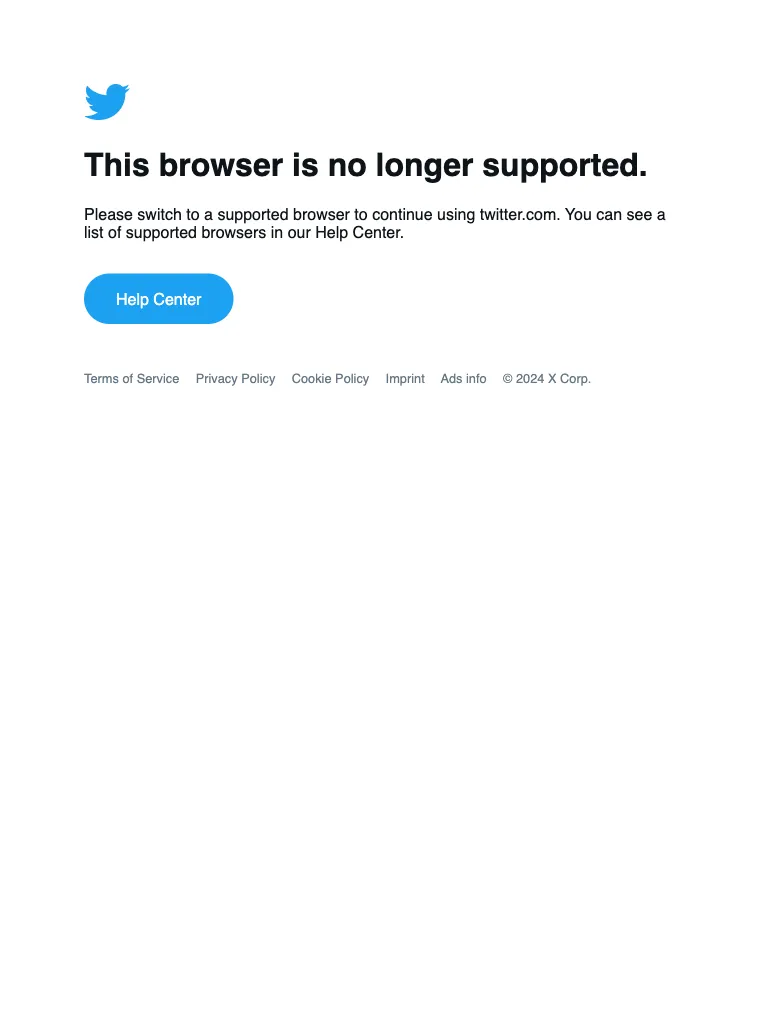 This browser is no longer supported.
Please switch to a supported browser to continue using twitter.com. You can see a
list of supported browsers in our Help Center.
Help Center
Terms of Service Privacy Policy Cookie Policy Imprint Ads info © 2024 X Corp.